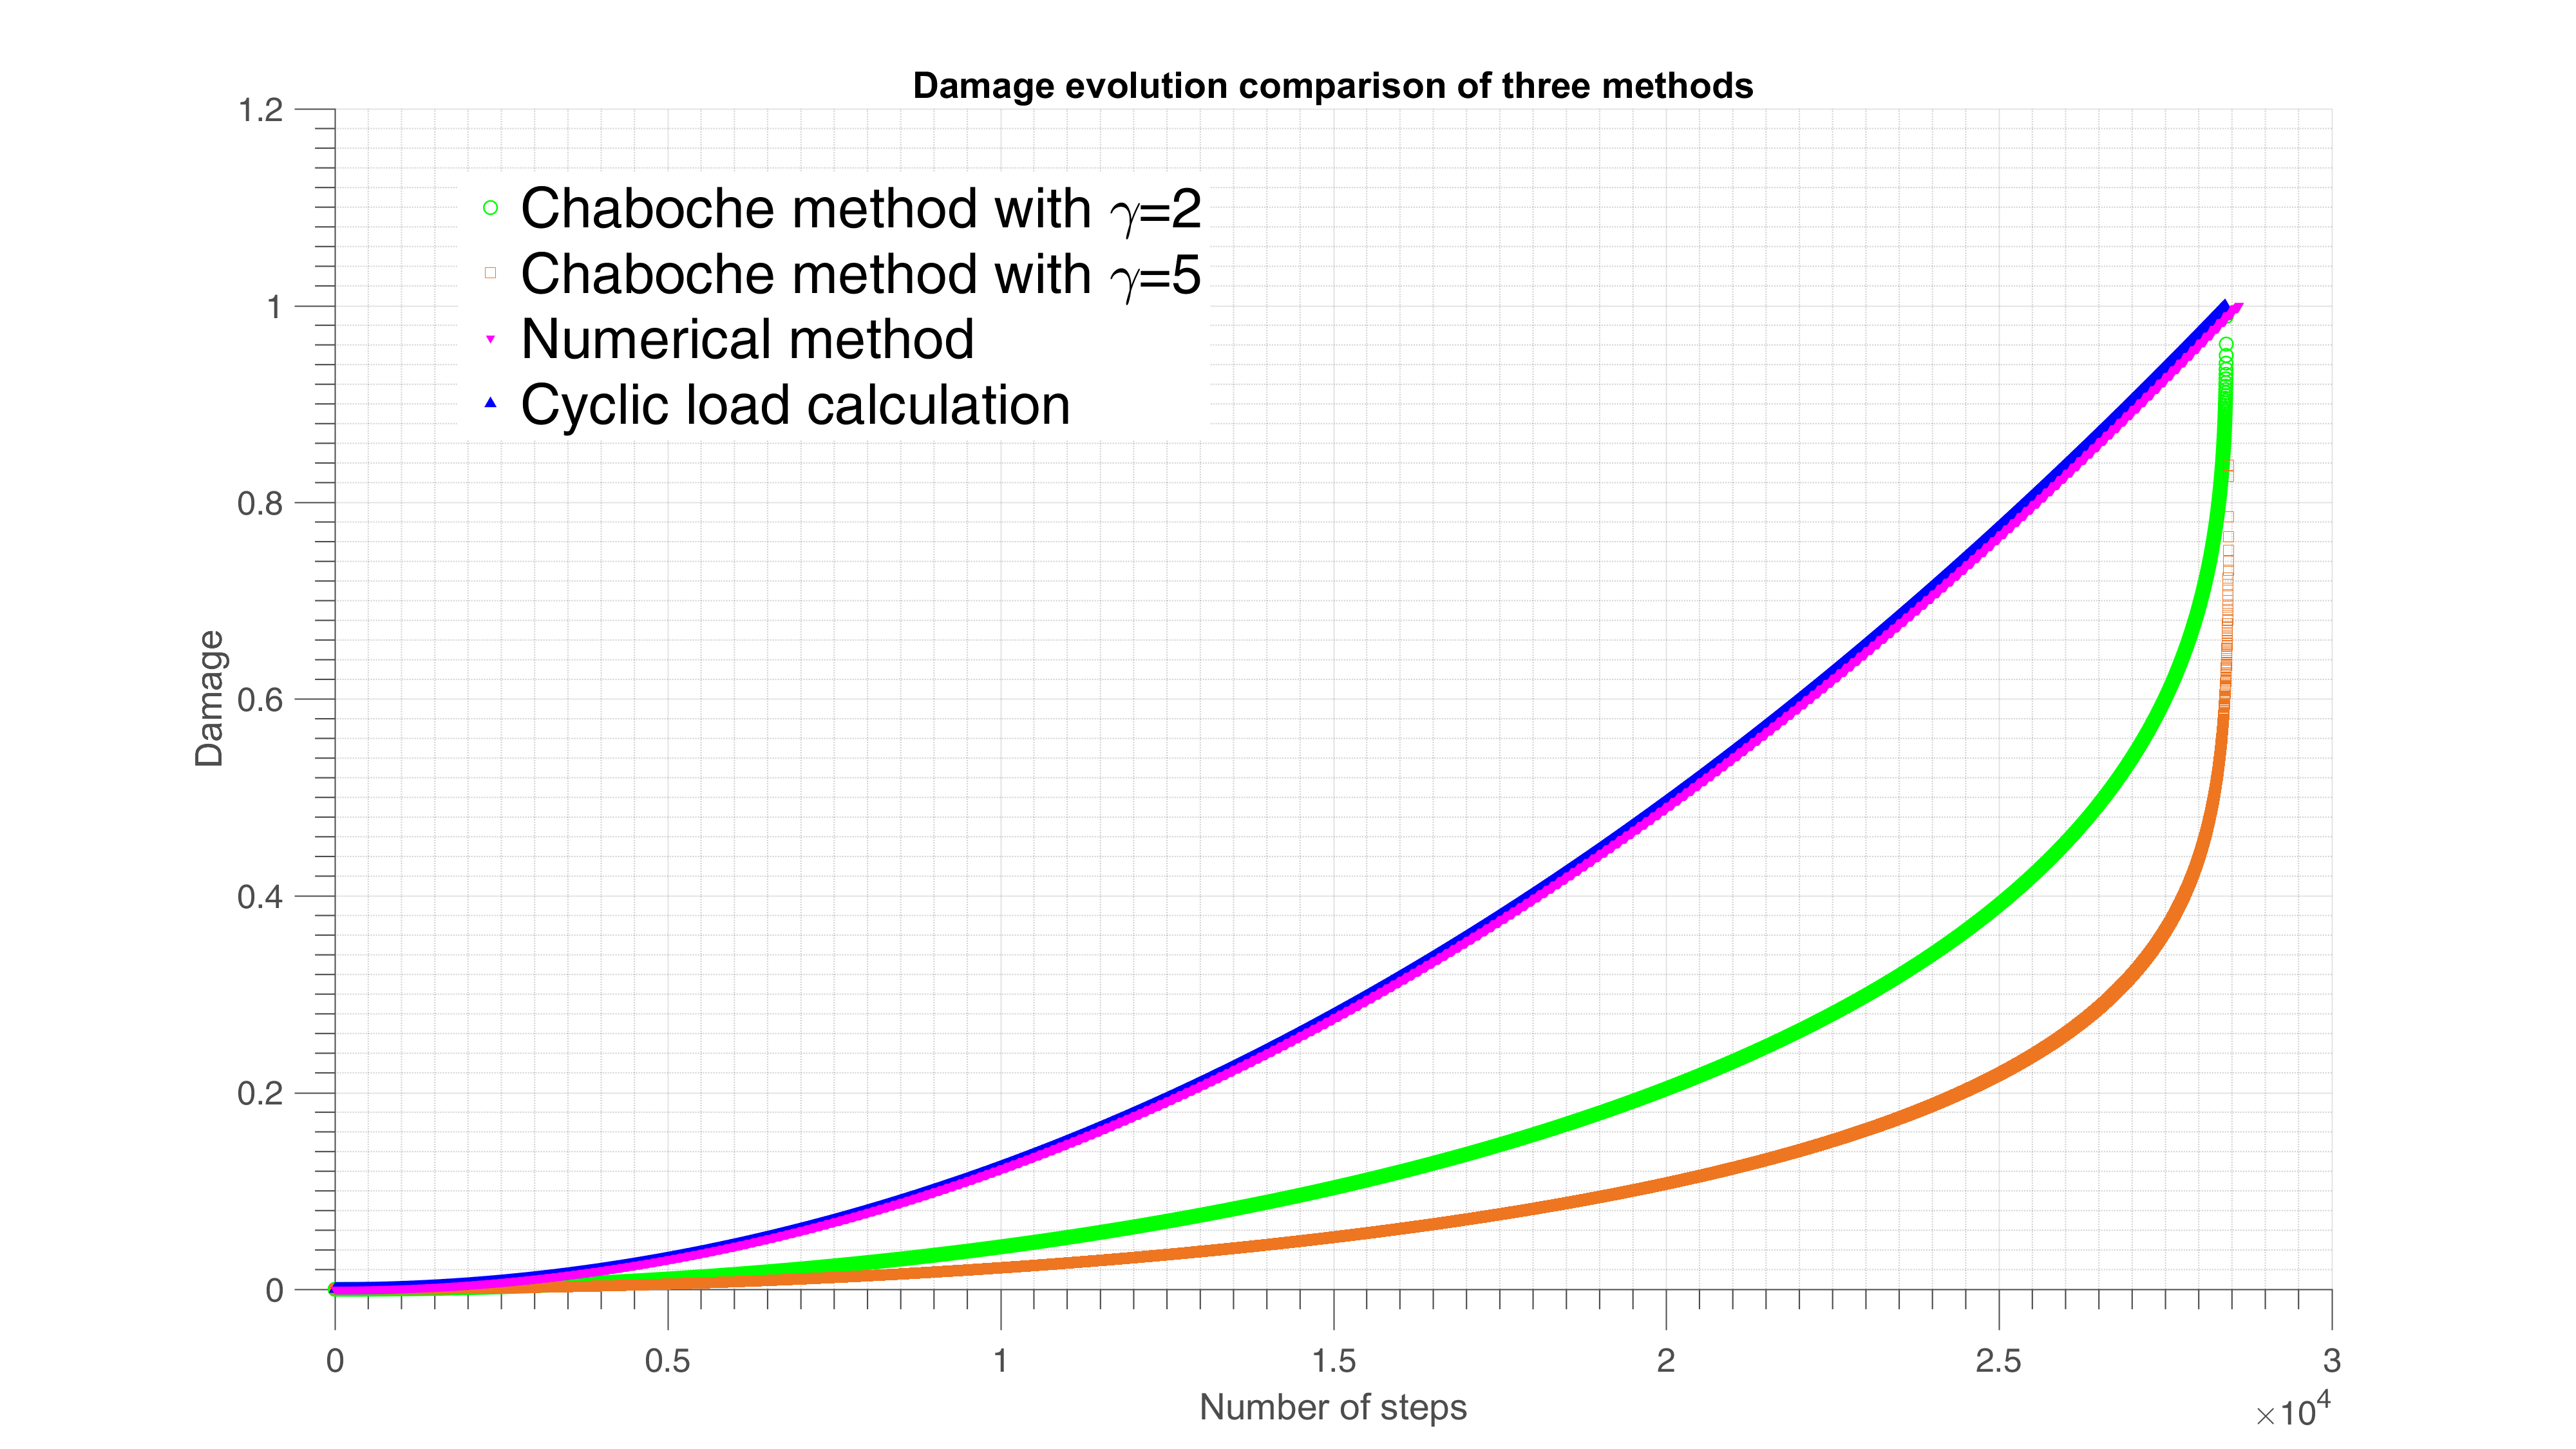 Damage evolution comparison of three methods
1.2
1
0.8
0.6
0.4
0.2
0
Damage
Chaboche method with γ=2
Chaboche method with γ=5
Numerical method
Cyclic load calculation
0 0.5 1 1.5 2 2.5 3
Number of steps
×10⁴